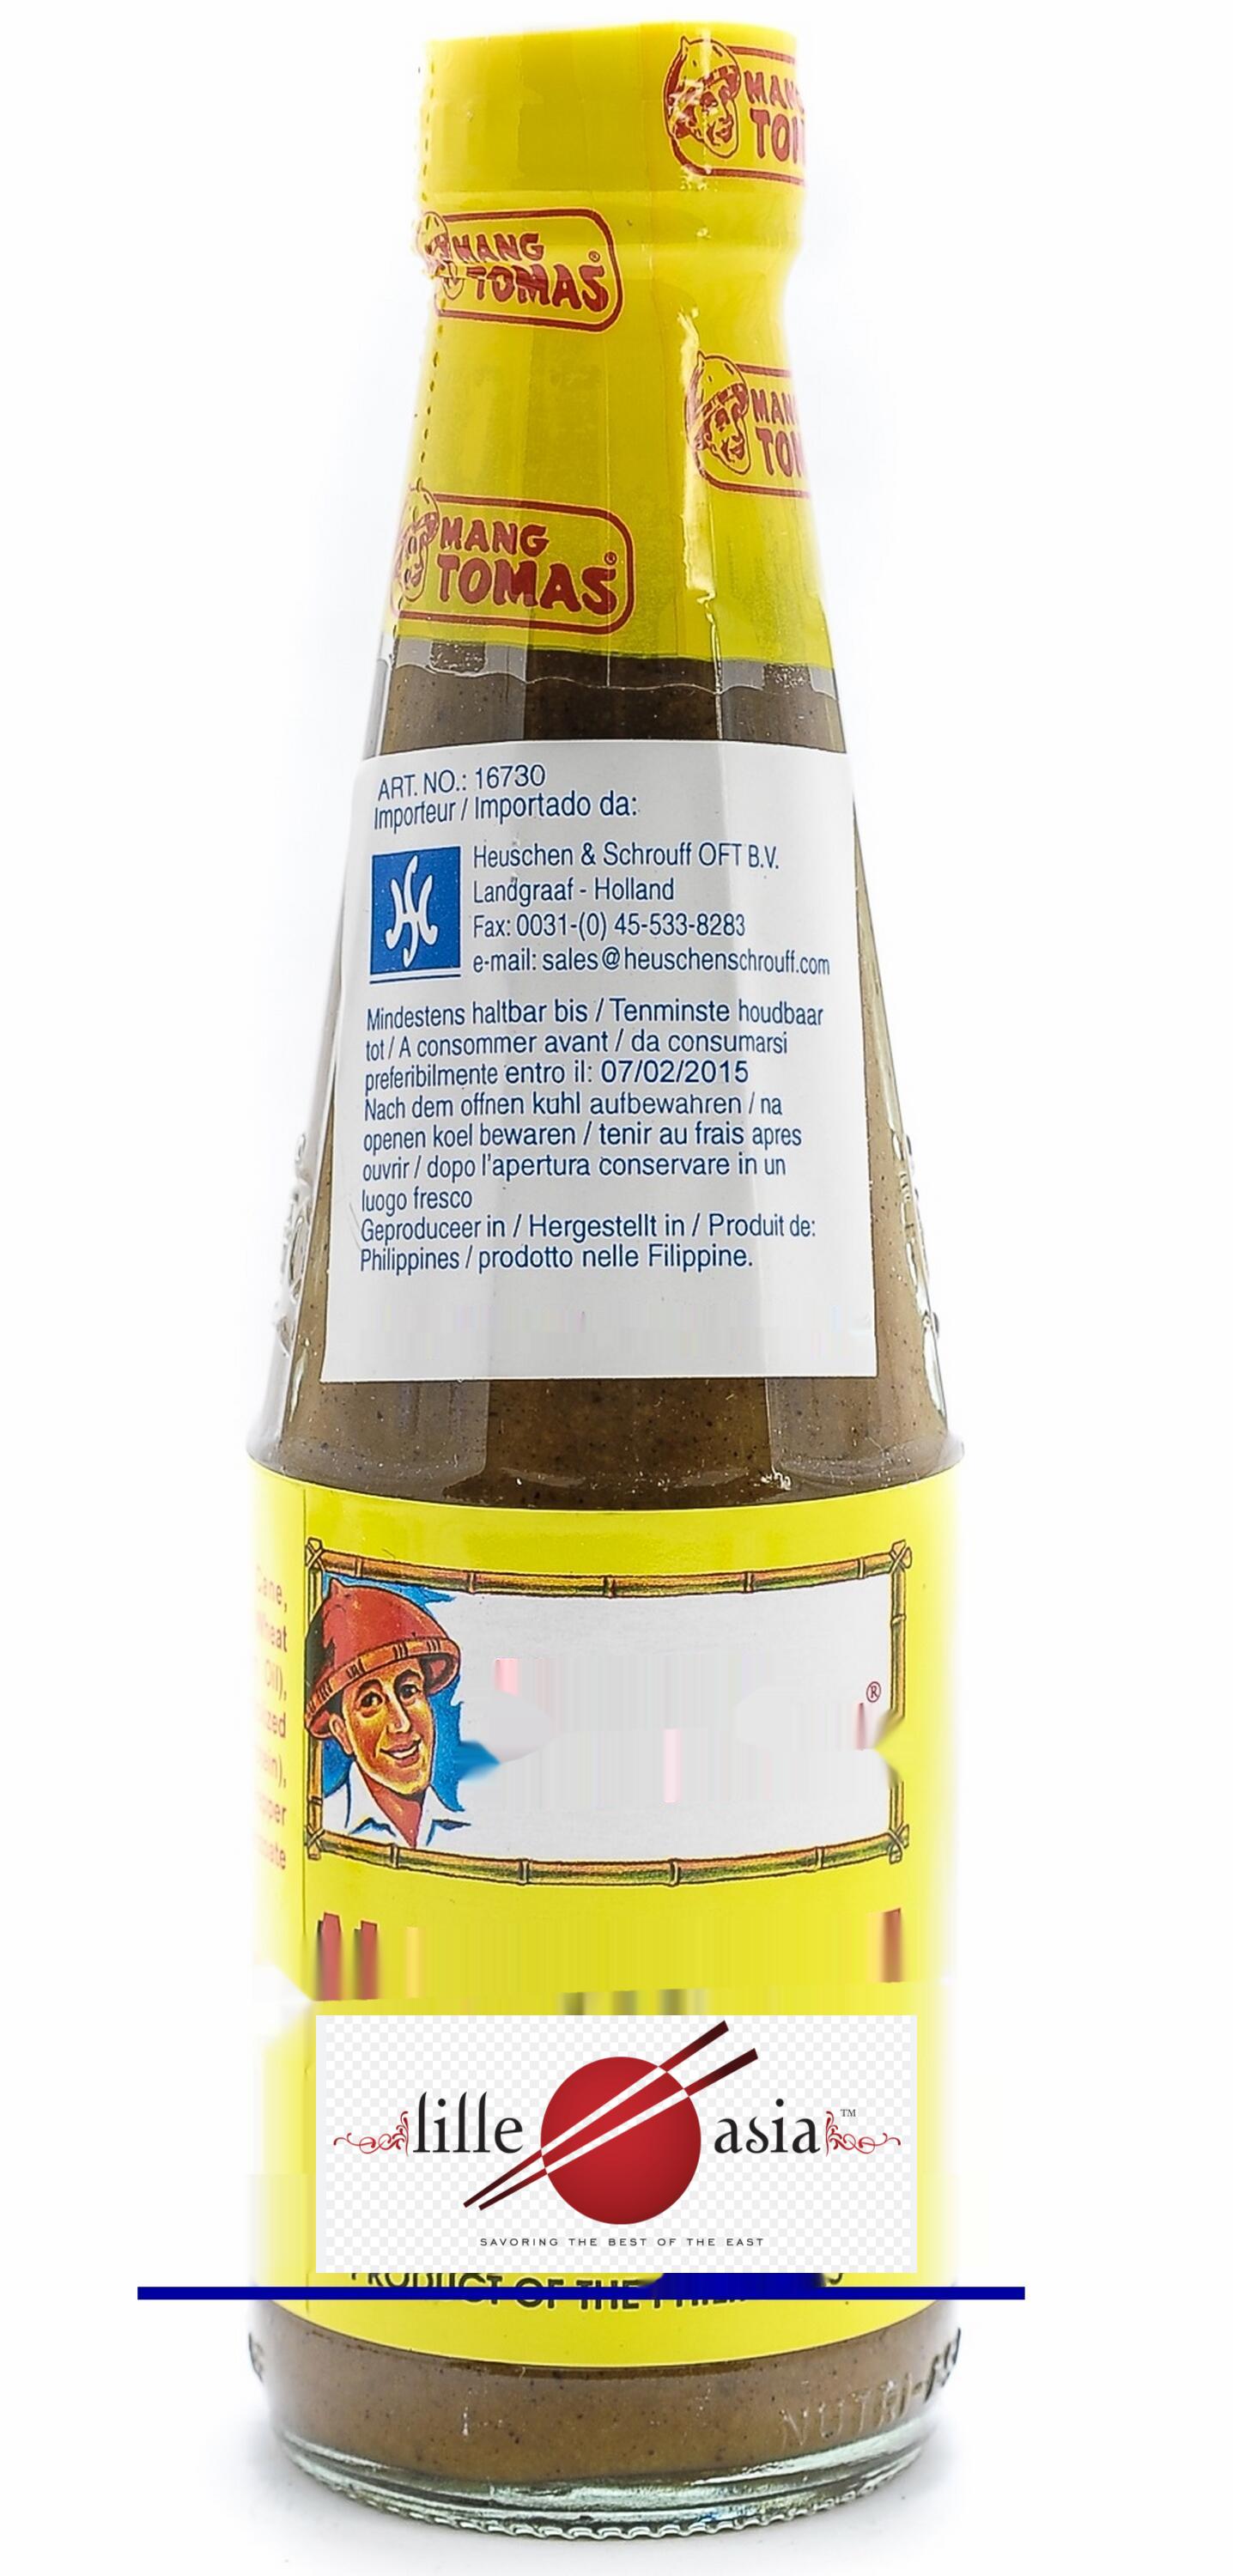 MANG
MANG
TOMAS®
MANG
TOMAS®
ART. NO.: 16730
Importeur / Importado da:
Heuschen & Schrouff OFT B.V.
Landgraaf - Holland
Fax: 0031-(0) 45-533-8283
e-mail: sales@heuschenschrouff.com
Mindestens haltbar bis / Tenminste houdbaar
tot / A consommer avant / da consumarsi
preferibilmente entro il: 07/02/2015
Nach dem offnen kuhl aufbewahren / na
openen koel bewaren / tenir au frais apres
ouvrir / dopo l'apertura conservare in un
luogo fresco
Geproduceer in / Hergestellt in / Produit de:
Philippines / prodotto nelle Filippine.
®
lille asia™
SAVORING THE BEST OF THE EAST
PRODUCT OF THE